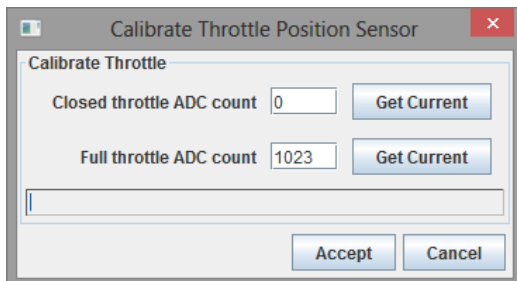 Calibrate Throttle Position Sensor
Calibrate Throttle
Closed throttle ADC count 0 Get Current
Full throttle ADC count 1023 Get Current
Accept Cancel